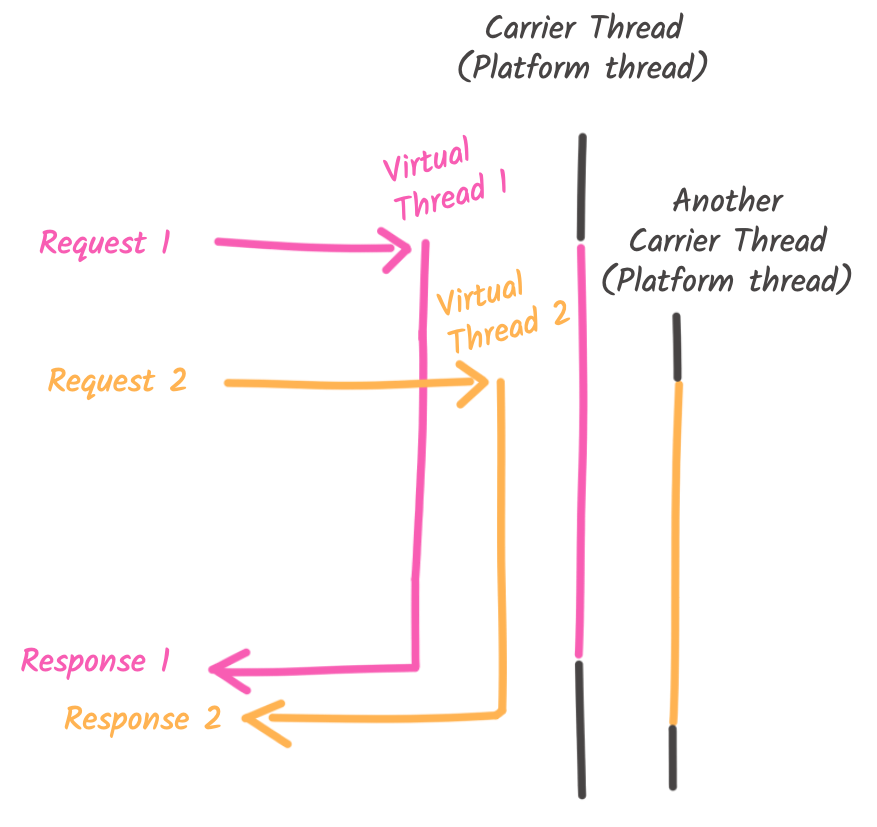 Carrier Thread
(Platform thread)
Virtual
Thread 1
Another
Carrier Thread
(Platform thread)
Request 1
Virtual
Thread 2
Request 2
Response 1
Response 2